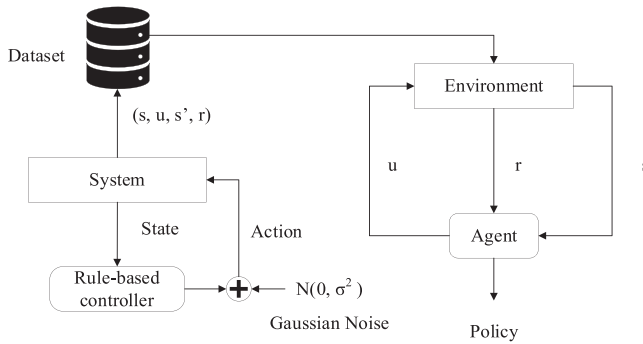 Dataset
(s, u, s’, r)
System
State
Action
Rule-based
controller
N(0, σ²)
Gaussian Noise
Environment
u
r
Agent
Policy